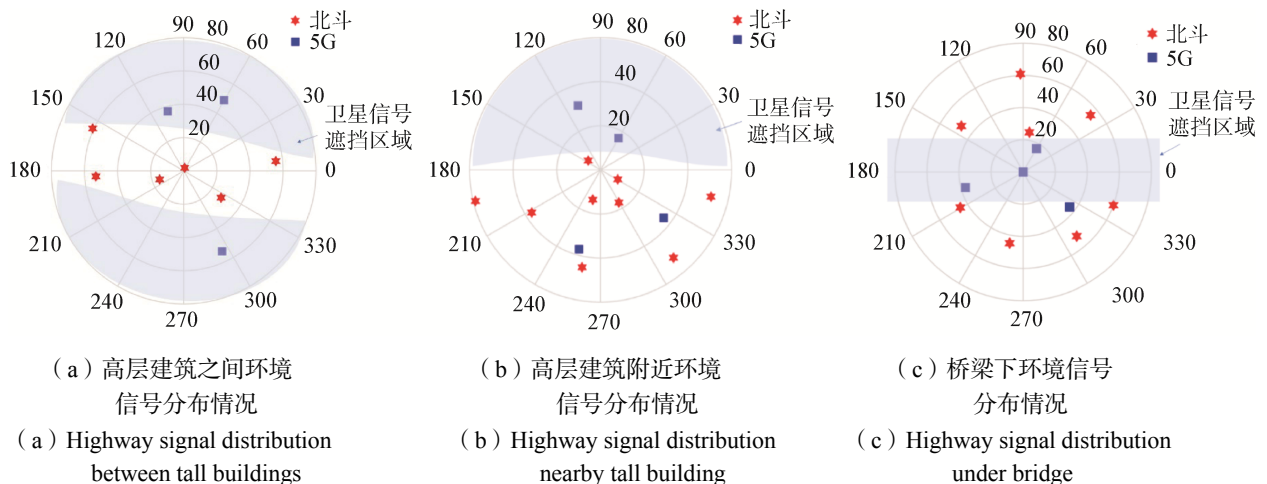 90
80
60
120
60
40
20
150
30
180
0
210
330
240
300
270
北斗
5G
卫星信号
遮挡区域
90
80
60
120
40
20
150
30
180
0
210
330
240
300
270
北斗
5G
卫星信号
遮挡区域
90
80
60
120
60
40
20
150
30
180
0
210
330
240
300
270
北斗
5G
卫星信号
遮挡区域
（a）高层建筑之间环境
信号分布情况
（a）Highway signal distribution
between tall buildings
（b）高层建筑附近环境
信号分布情况
（b）Highway signal distribution
nearby tall building
（c）桥梁下环境信号
分布情况
（c）Highway signal distribution
under bridge